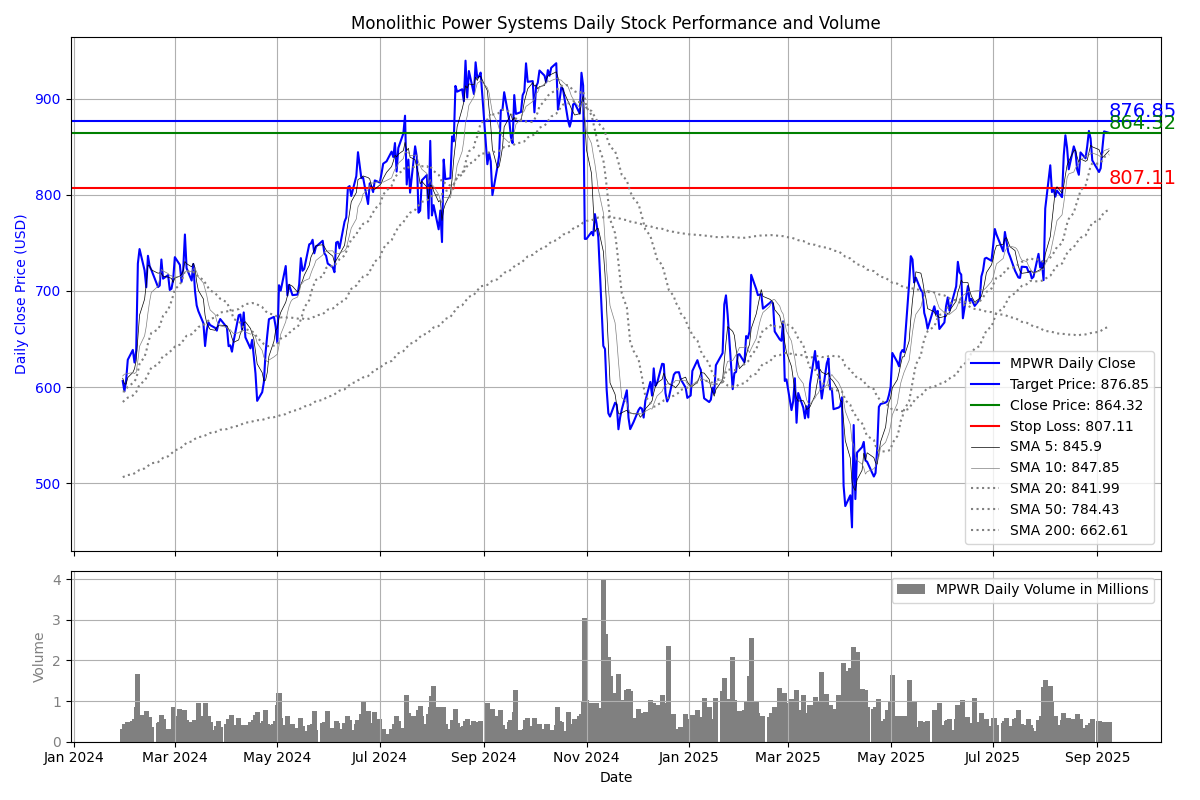 Monolithic Power Systems Daily Stock Performance and Volume
Daily Close Price (USD)
900
800
700
600
500
876.85
864.32
807.11
MPWR Daily Close
Target Price: 876.85
Close Price: 864.32
Stop Loss: 807.11
SMA 5: 845.9
SMA 10: 847.85
SMA 20: 841.99
SMA 50: 784.43
SMA 200: 662.61
Volume
4
3
2
1
0
MPWR Daily Volume in Millions
Jan 2024 Mar 2024 May 2024 Jul 2024 Sep 2024 Nov 2024 Jan 2025 Mar 2025 May 2025 Jul 2025 Sep 2025
Date